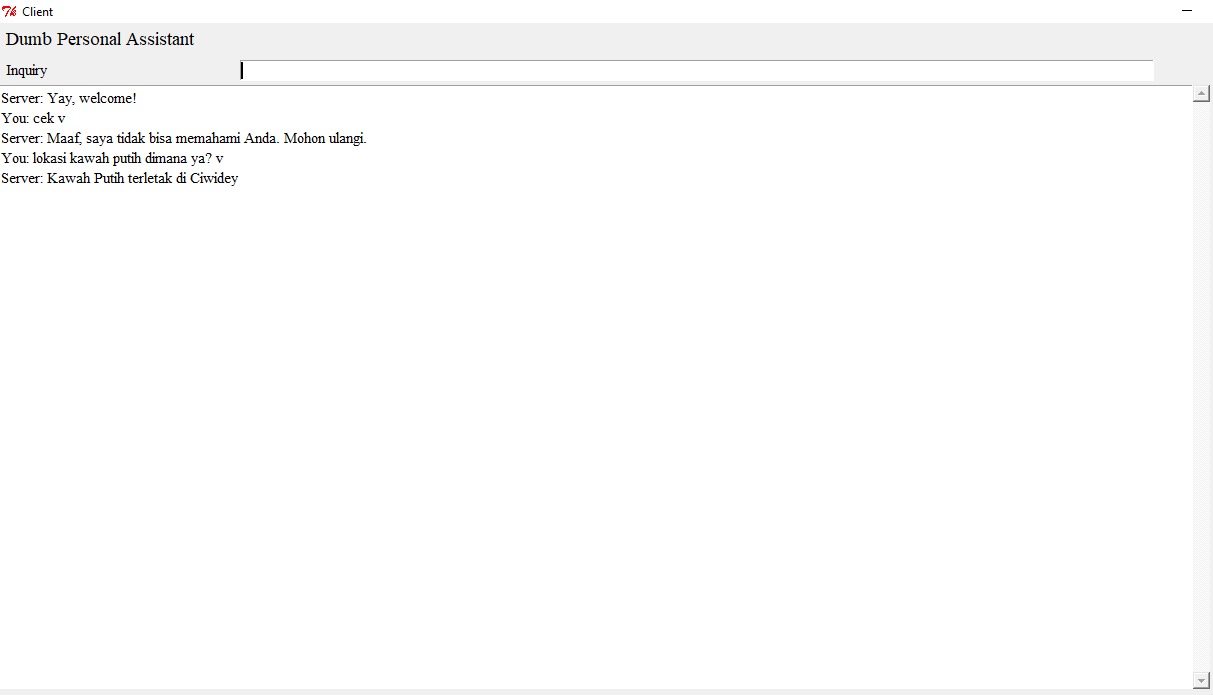 Client
Dumb Personal Assistant
Inquiry
Server: Yay, welcome!
You: cek v
Server: Maaf, saya tidak bisa memahami Anda. Mohon ulangi.
You: lokasi kawah putih dimana ya? v
Server: Kawah Putih terletak di Ciwidey